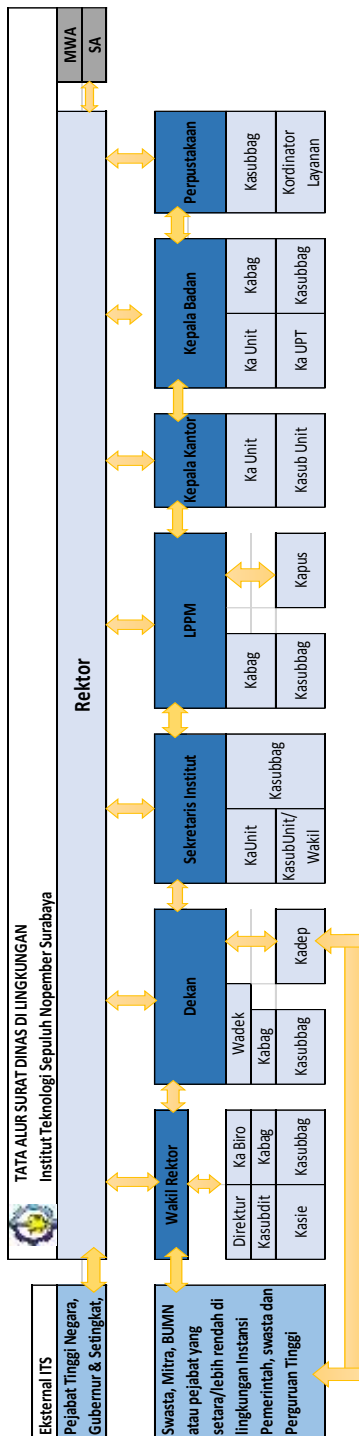 TATA ALUR SURAT DINAS DI LINGKUNGAN
Institut Teknologi Sepuluh Nopember Surabaya
Eksternal ITS
Pejabat Tinggi Negara,
Gubernur & Setingkat,
Rektor
MWA
SA
Swasta, Mitra, BUMN
atau pejabat yang
setara/lebih rendah di
lingkungan Instansi
Pemerintah, swasta dan
Perguruan Tinggi
Wakil Rektor
Direktur
Ka Biro
Kasubdit
Kabag
Kasie
Kasubbag
Dekan
Wadek
Kabag
Kasubbag
Kadep
Sekretaris Institut
KaUnit
KasubUnit/
Wakil
Kasubbag
LPPM
Kabag
Kasubbag
Kapus
Kepala Kantor
Ka Unit
Kasub Unit
Kepala Badan
Ka Unit
Kabag
Ka UPT
Kasubbag
Perpustakaan
Kasubbag
Kordinator
Layanan